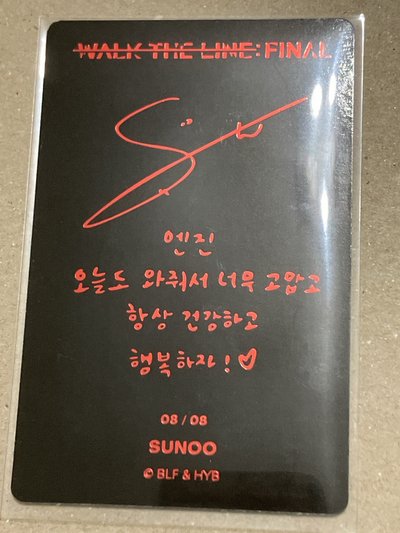 WALK THE LINE: FINAL
엔진
오늘도 와줘서 너무 고맙고
항상 건강하고
행복하자! ♡
08 / 08
SUNOO
© BLF & HYB